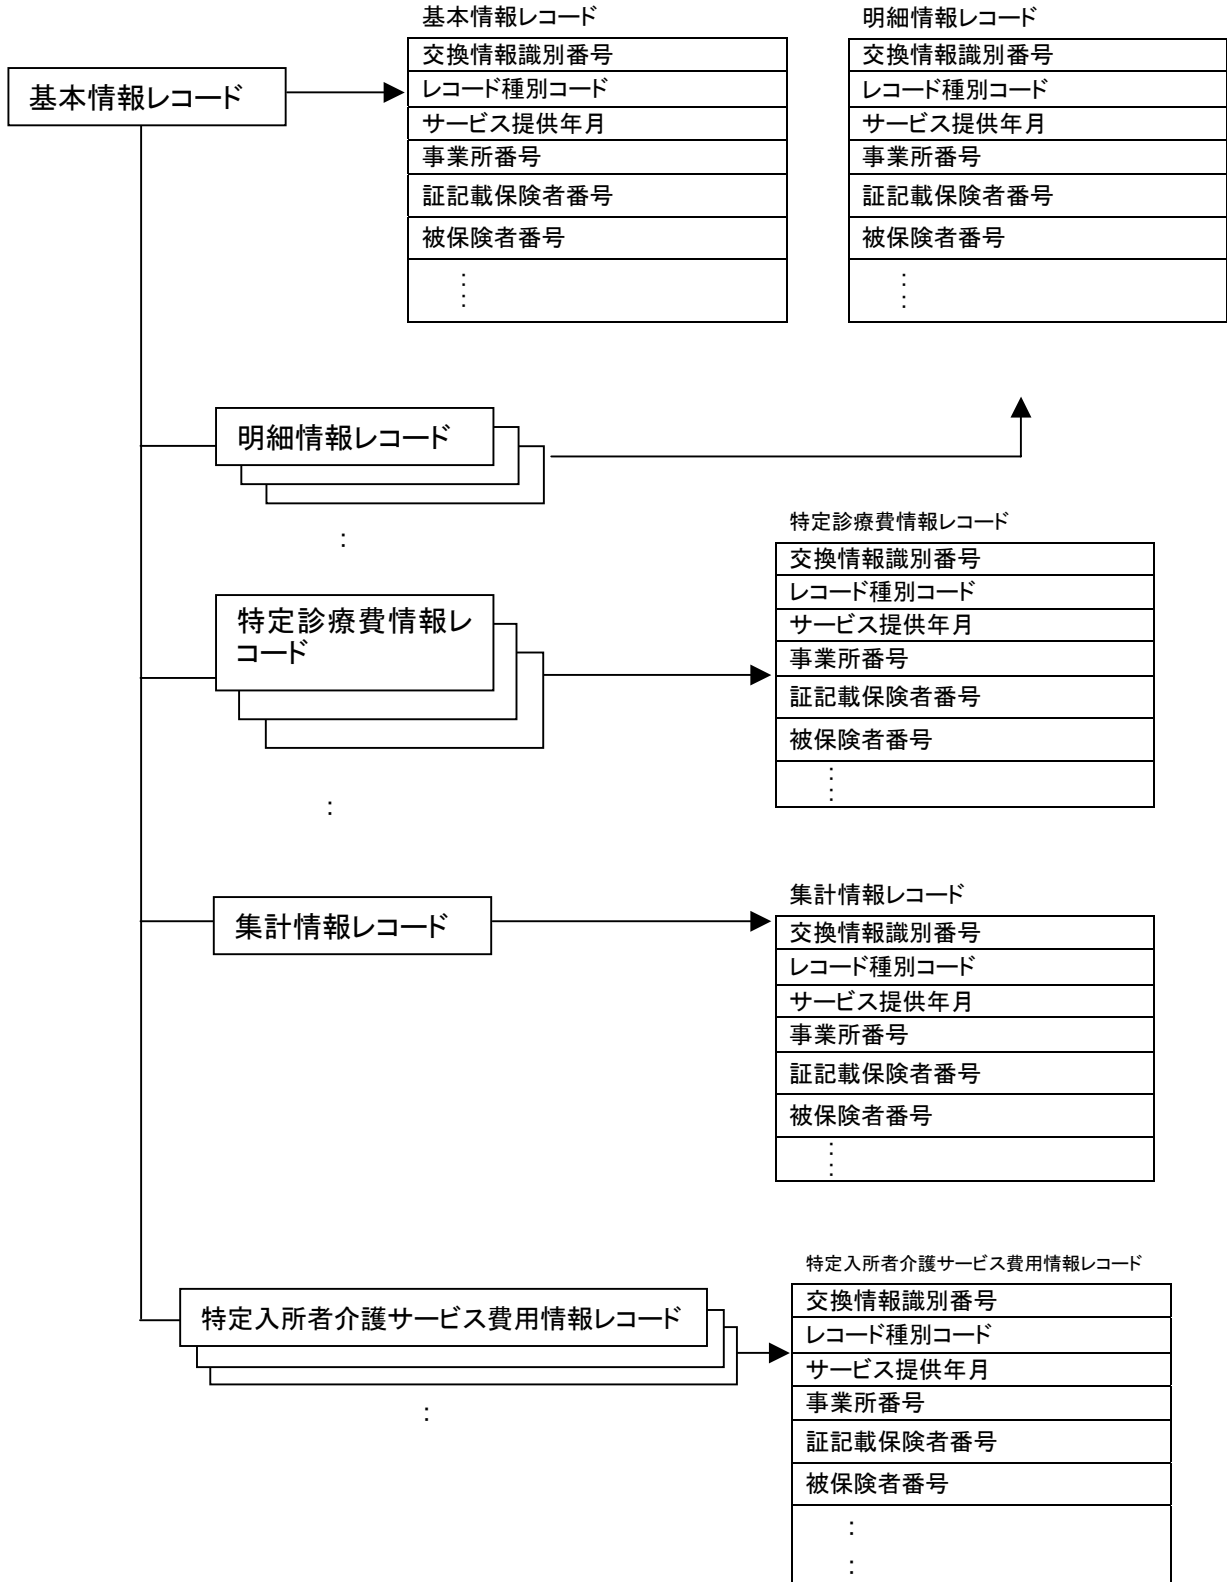 基本情報レコード
交換情報識別番号
レコード種別コード
サービス提供年月
事業所番号
証記載保険者番号
被保険者番号
:
:
明細情報レコード
交換情報識別番号
レコード種別コード
サービス提供年月
事業所番号
証記載保険者番号
被保険者番号
:
:
基本情報レコード
明細情報レコード
:
特定診療費情報レコード
交換情報識別番号
レコード種別コード
サービス提供年月
事業所番号
証記載保険者番号
被保険者番号
:
:
特定診療費情報レ
コード
:
集計情報レコード
交換情報識別番号
レコード種別コード
サービス提供年月
事業所番号
証記載保険者番号
被保険者番号
:
:
集計情報レコード
特定入所者介護サービス費用情報レコード
交換情報識別番号
レコード種別コード
サービス提供年月
事業所番号
証記載保険者番号
被保険者番号
:
:
特定入所者介護サービス費用情報レコード
: